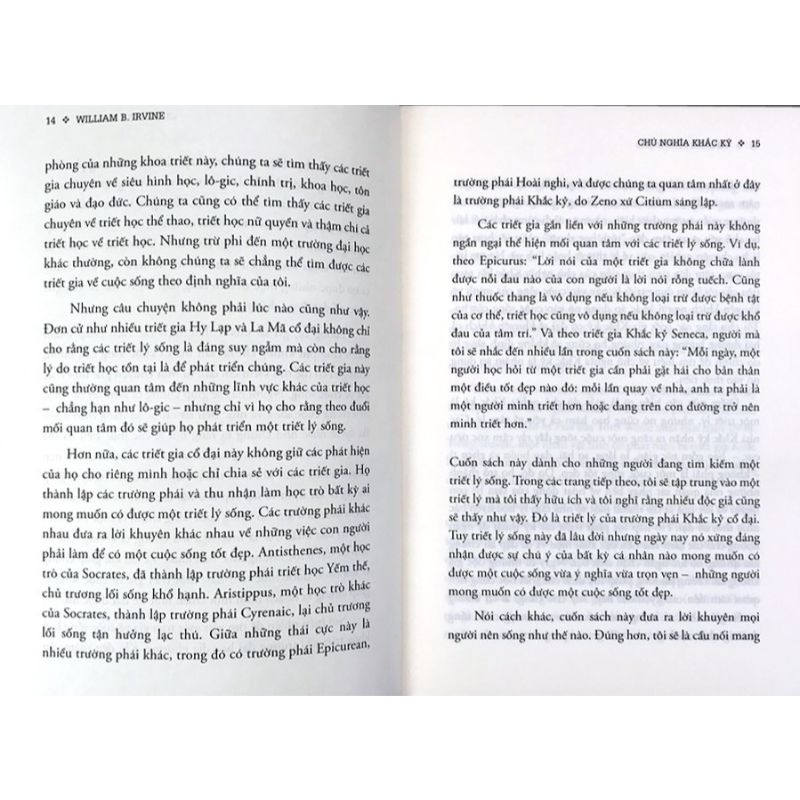 14 ❖ WILLIAM B. IRVINE
phòng của những khoa triết này, chúng ta sẽ tìm thấy các triết
gia chuyên về siêu hình học, lô-gic, chính trị, khoa học, tôn
giáo và đạo đức. Chúng ta cũng có thể tìm thấy các triết gia
chuyên về triết học thể thao, triết học nữ quyền và thậm chí cả
triết học về triết học. Nhưng trừ phi đến một trường đại học
khác thường, còn không chúng ta sẽ chẳng thể tìm được các
triết gia về cuộc sống theo định nghĩa của tôi.
Nhưng câu chuyện không phải lúc nào cũng như vậy.
Đơn cử như nhiều triết gia Hy Lạp và La Mã cổ đại không chỉ
cho rằng các triết lý sống là đáng suy ngẫm mà còn cho rằng
lý do triết học tồn tại là để phát triển chúng. Các triết gia này
cũng thường quan tâm đến những lĩnh vực khác của triết học
– chẳng hạn như lô-gic – nhưng chỉ vì họ cho rằng theo đuổi
mối quan tâm đó sẽ giúp họ phát triển một triết lý sống.
Hơn nữa, các triết gia cổ đại này không giữ các phát hiện
của họ cho riêng mình hoặc chỉ chia sẻ với các triết gia. Họ
thành lập các trường phái và thu nhận làm học trò bất kỳ ai
mong muốn có được một triết lý sống. Các trường phái khác
nhau đưa ra lời khuyên khác nhau về những việc con người
phải làm để có một cuộc sống tốt đẹp. Antisthenes, một học
trò của Socrates, đã thành lập trường phái triết học Yếm thế,
chủ trương lối sống khổ hạnh. Aristippus, một học trò khác
của Socrates, thành lập trường phái Cyrenaic, lại chủ trương
lối sống tận hưởng lạc thú. Giữa những thái cực này là
nhiều trường phái khác, trong đó có trường phái Epicurean,
CHỦ NGHĨA KHẮC KỶ ❖ 15
trường phái Hoài nghi, và được chúng ta quan tâm nhất ở đây
là trường phái Khắc kỷ, do Zeno xứ Citium sáng lập.
Các triết gia gắn liền với những trường phái này không
ngần ngại thể hiện mối quan tâm với các triết lý sống. Ví dụ,
theo Epicurus: “Lời nói của một triết gia không chữa lành
được nỗi đau nào của con người là lời nói rỗng tuếch. Cũng
như thuốc thang là vô dụng nếu không loại trừ được bệnh tật
của cơ thể, triết học cũng vô dụng nếu không loại trừ được khổ
đau của tâm trí.” Và theo triết gia Khắc kỷ Seneca, người mà
tôi sẽ nhắc đến nhiều lần trong cuốn sách này: “Mỗi ngày, một
người học hỏi từ một triết gia cần phải gặt hái cho bản thân
một điều tốt đẹp nào đó: mỗi lần quay về nhà, anh ta phải là
một người minh triết hơn hoặc đang trên con đường trở nên
minh triết hơn.”
Cuốn sách này dành cho những người đang tìm kiếm một
triết lý sống. Trong các trang tiếp theo, tôi sẽ tập trung vào một
triết lý mà tôi thấy hữu ích và tôi nghĩ rằng nhiều độc giả cũng
sẽ thấy như vậy. Đó là triết lý của trường phái Khắc kỷ cổ đại.
Tuy triết lý sống này đã lâu đời nhưng ngày nay nó xứng đáng
nhận được sự chú ý của bất kỳ cá nhân nào mong muốn có
được một cuộc sống vừa ý nghĩa vừa trọn vẹn – những người
mong muốn có được một cuộc sống tốt đẹp.
Nói cách khác, cuốn sách này đưa ra lời khuyên mọi
người nên sống như thế nào. Đúng hơn, tôi sẽ là cầu nối mang